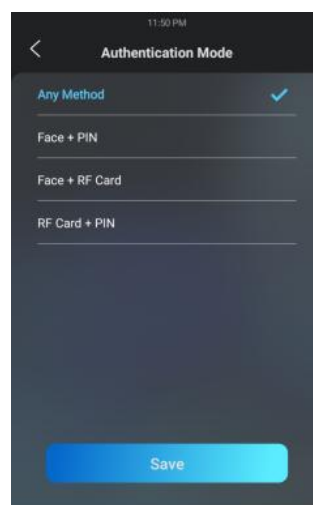 11:50 PM
Authentication Mode
Any Method
Face + PIN
Face + RF Card
RF Card + PIN
Save